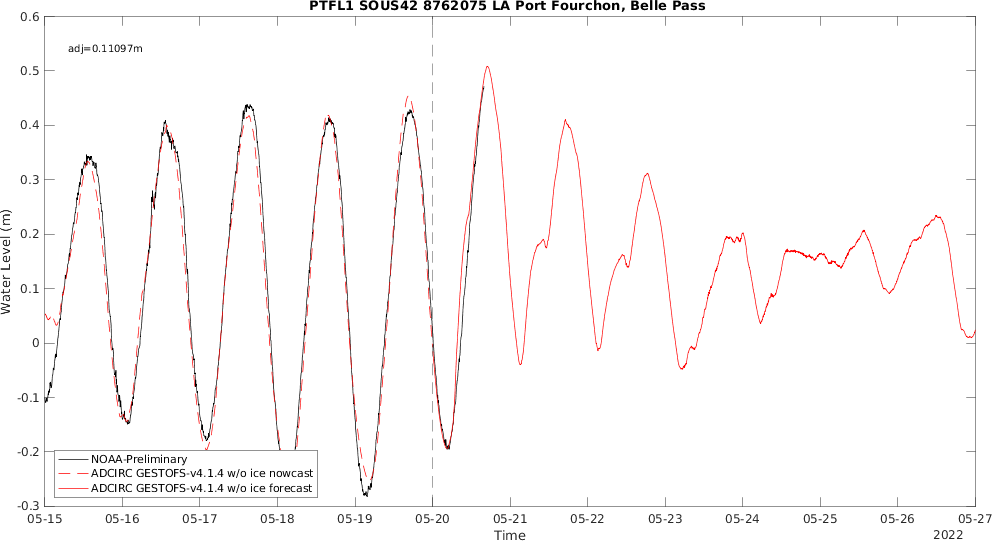 PTFL1 SOUS42 8762075 LA Port Fourchon, Belle Pass
adj=0.11097m
Water Level (m)
0.6
0.5
0.4
0.3
0.2
0.1
0
-0.1
-0.2
-0.3
NOAA-Preliminary
ADCIRC GESTOFS-v4.1.4 w/o ice nowcast
ADCIRC GESTOFS-v4.1.4 w/o ice forecast
05-15 05-16 05-17 05-18 05-19 05-20 05-21 05-22 05-23 05-24 05-25 05-26 05-27
Time
2022